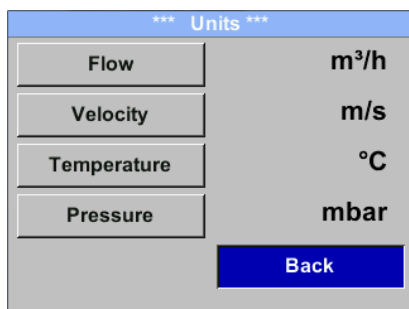 *** Units ***
Flow m³/h
Velocity m/s
Temperature °C
Pressure mbar
Back